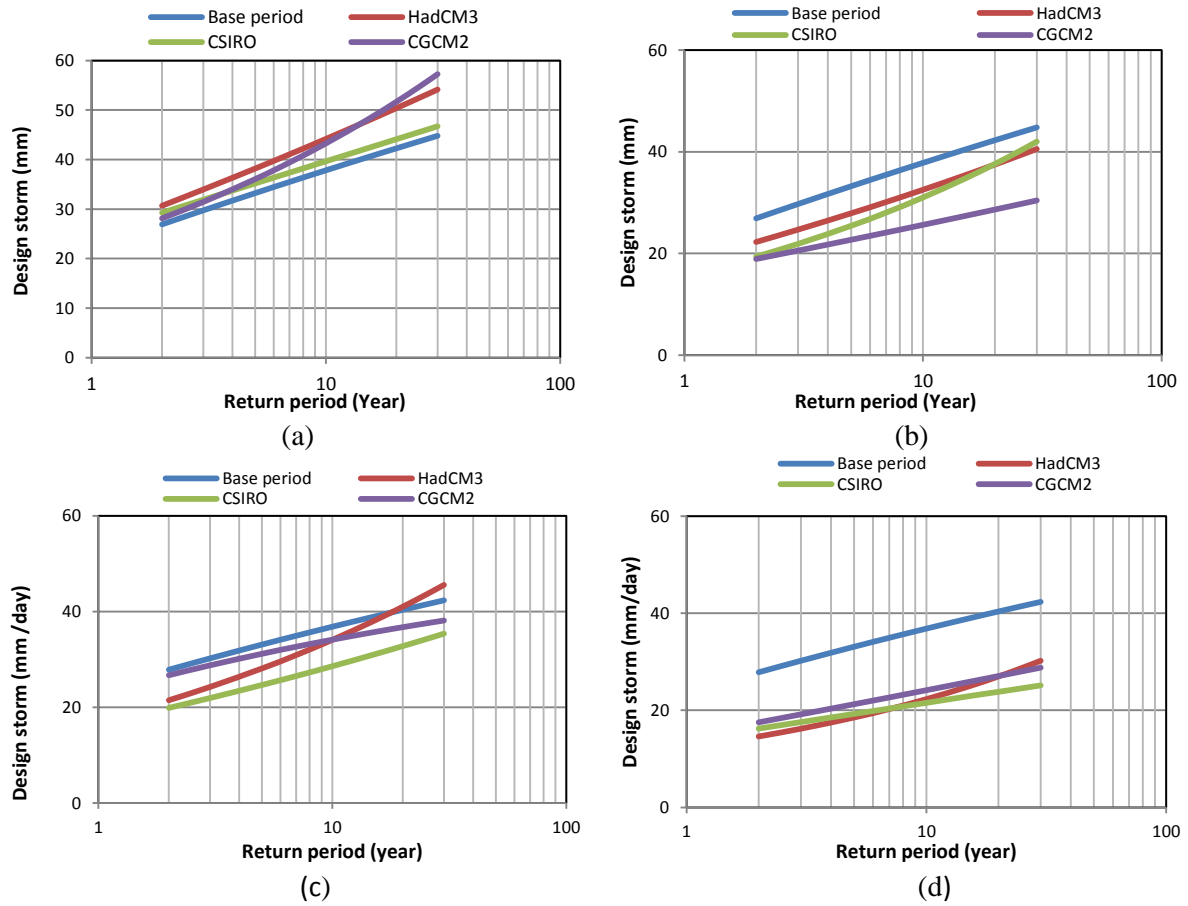 Base period HadCM3
CSIRO CGCM2
60
50
40
30
20
10
0
1 10 100
Design storm (mm)
Return period (Year)
(a)
Base period HadCM3
CSIRO CGCM2
60
40
20
0
1 10 100
Design storm (mm)
Return period (Year)
(b)
Base period HadCM3
CSIRO CGCM2
60
40
20
0
1 10 100
Design storm (mm /day)
Return period (year)
(c)
Base period HadCM3
CSIRO CGCM2
60
40
20
0
1 10 100
Design storm (mm/day)
Return period (year)
(d)